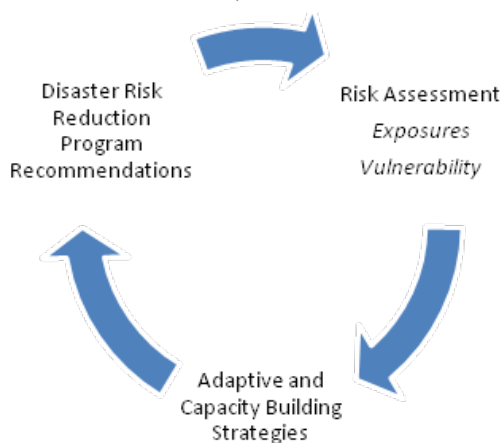 Disaster Risk
Reduction
Program
Recommendations
Risk Assessment
Exposures
Vulnerability
Adaptive and
Capacity Building
Strategies